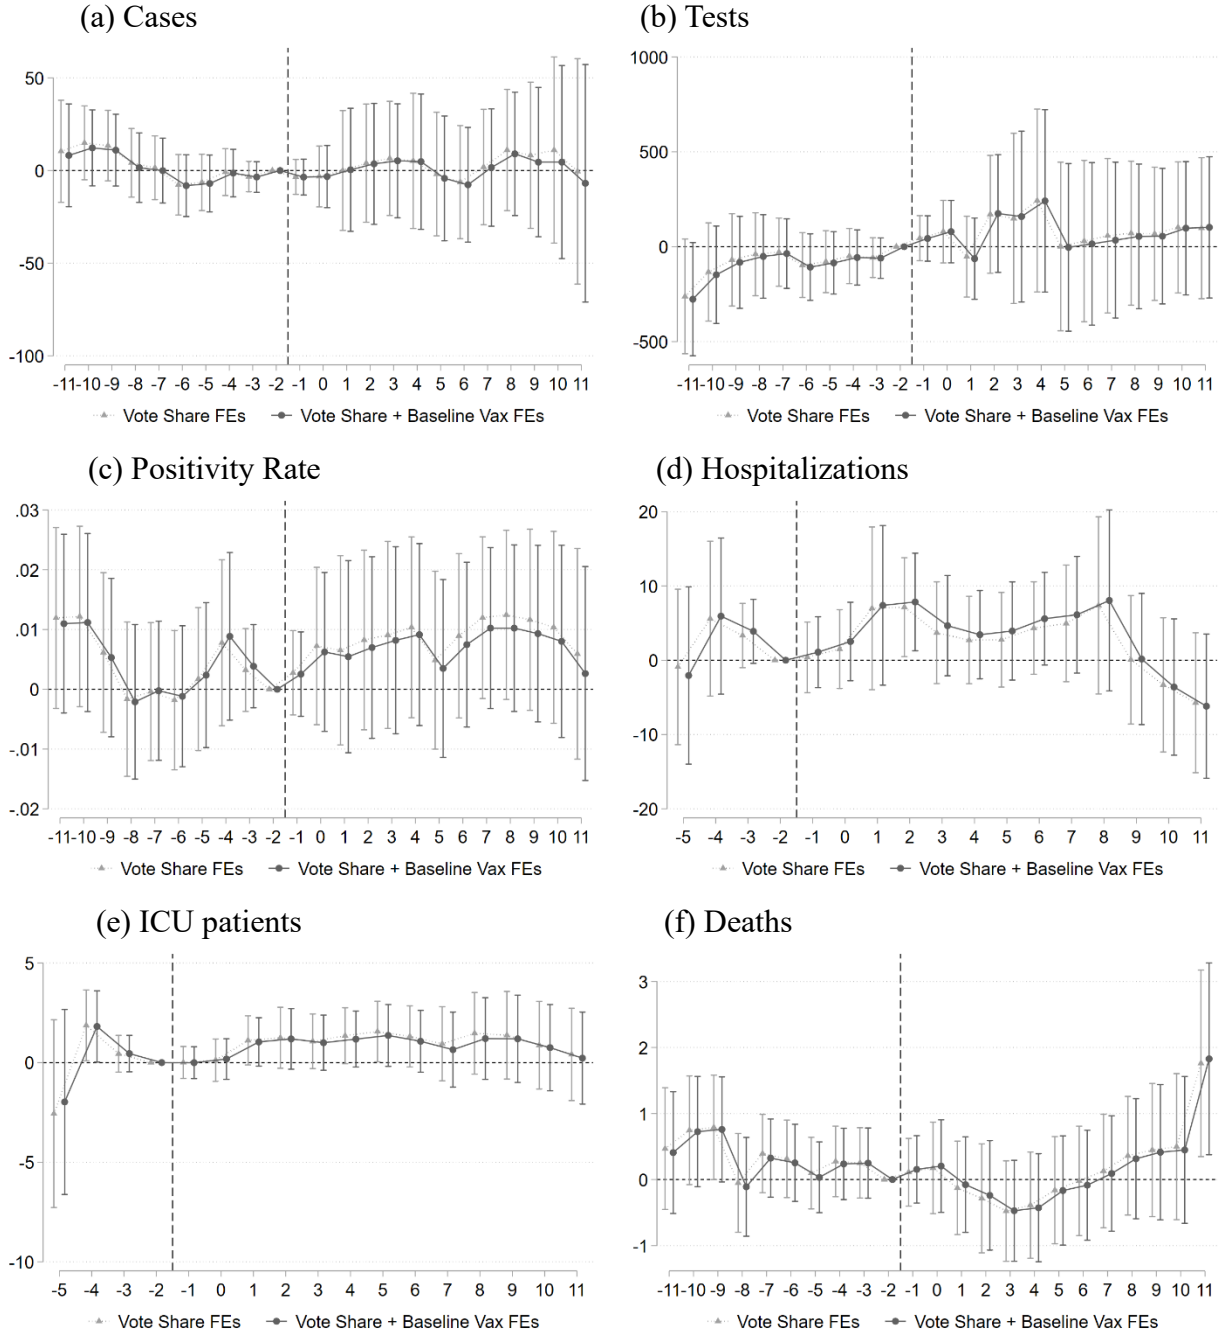 (a) Cases
(b) Tests
50
0
-50
-100
-11 -10 -9 -8 -7 -6 -5 -4 -3 -2 -1 0 1 2 3 4 5 6 7 8 9 10 11
Vote Share FEs Vote Share + Baseline Vax FEs
1000
500
0
-500
-11 -10 -9 -8 -7 -6 -5 -4 -3 -2 -1 0 1 2 3 4 5 6 7 8 9 10 11
Vote Share FEs Vote Share + Baseline Vax FEs
(c) Positivity Rate
(d) Hospitalizations
.03
.02
.01
0
-.01
-.02
-11 -10 -9 -8 -7 -6 -5 -4 -3 -2 -1 0 1 2 3 4 5 6 7 8 9 10 11
Vote Share FEs Vote Share + Baseline Vax FEs
20
10
0
-10
-20
-5 -4 -3 -2 -1 0 1 2 3 4 5 6 7 8 9 10 11
Vote Share FEs Vote Share + Baseline Vax FEs
(e) ICU patients
(f) Deaths
5
0
-5
-10
-5 -4 -3 -2 -1 0 1 2 3 4 5 6 7 8 9 10 11
Vote Share FEs Vote Share + Baseline Vax FEs
3
2
1
0
-1
-11 -10 -9 -8 -7 -6 -5 -4 -3 -2 -1 0 1 2 3 4 5 6 7 8 9 10 11
Vote Share FEs Vote Share + Baseline Vax FEs